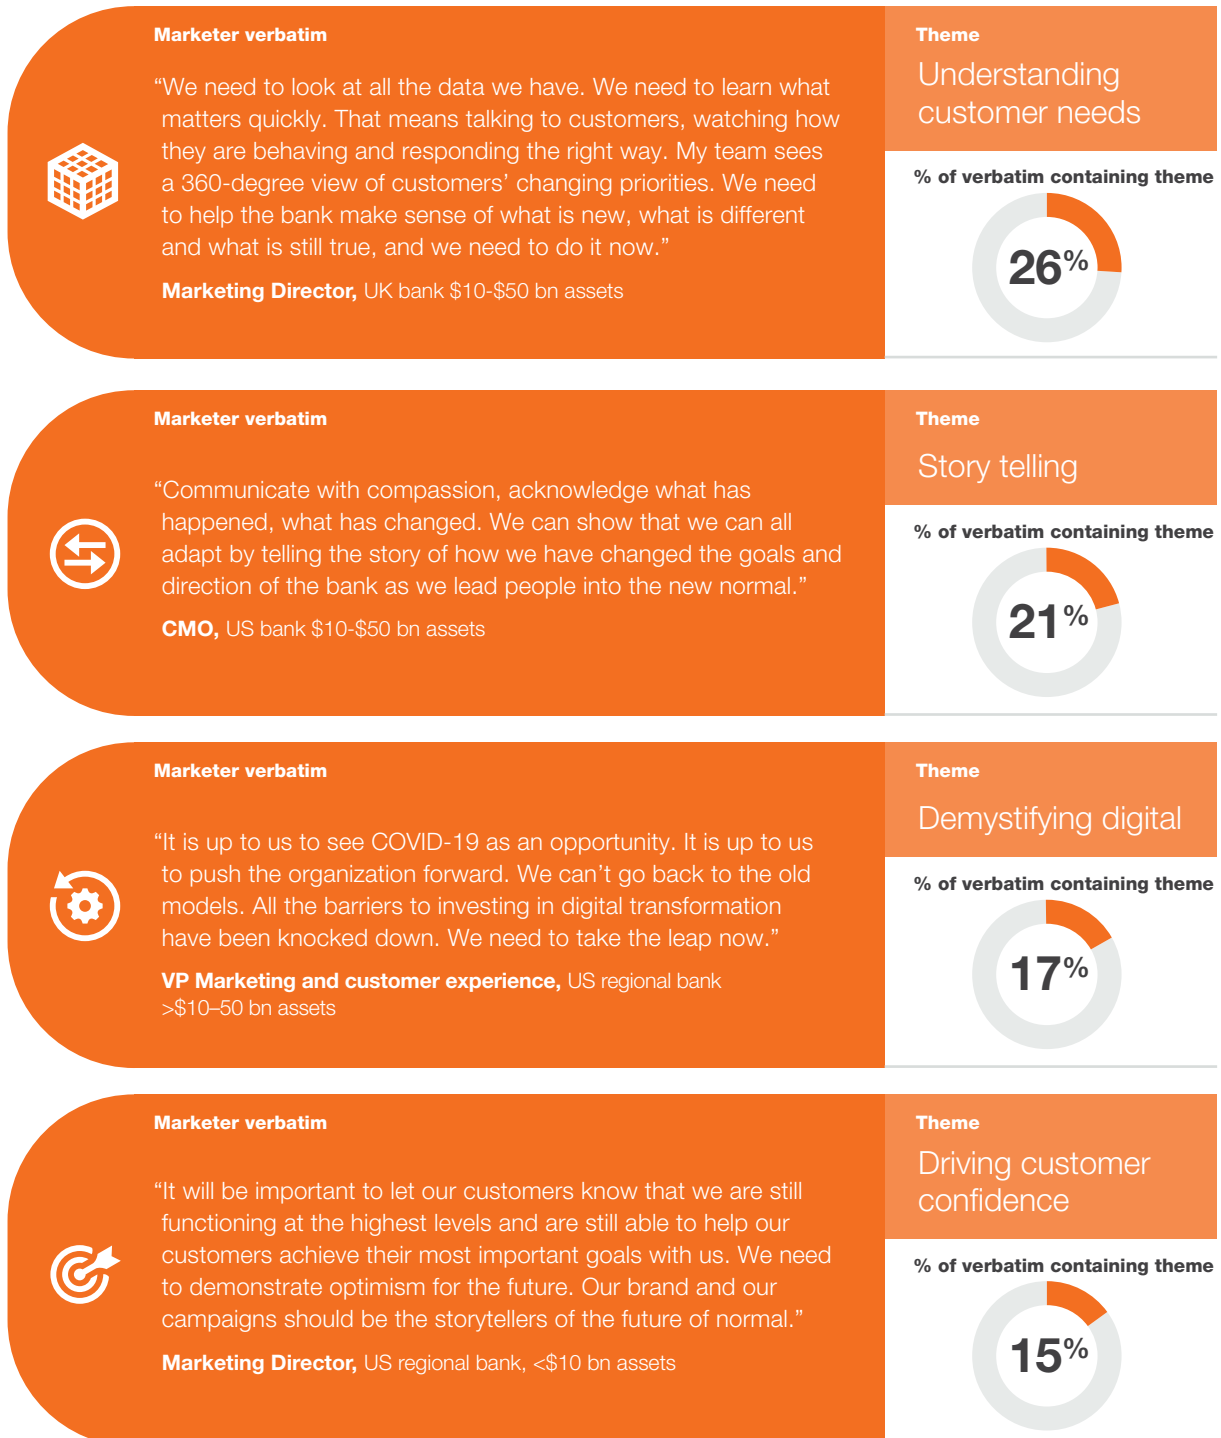 Marketer verbatim
“We need to look at all the data we have. We need to learn what
matters quickly. That means talking to customers, watching how
they are behaving and responding the right way. My team sees
a 360-degree view of customers’ changing priorities. We need
to help the bank make sense of what is new, what is different
and what is still true, and we need to do it now.”
Marketing Director, UK bank $10-$50 bn assets
Theme
Understanding
customer needs
% of verbatim containing theme
26%
Marketer verbatim
“Communicate with compassion, acknowledge what has
happened, what has changed. We can show that we can all
adapt by telling the story of how we have changed the goals and
direction of the bank as we lead people into the new normal.”
CMO, US bank $10-$50 bn assets
Theme
Story telling
% of verbatim containing theme
21%
Marketer verbatim
“It is up to us to see COVID-19 as an opportunity. It is up to us
to push the organization forward. We can’t go back to the old
models. All the barriers to investing in digital transformation
have been knocked down. We need to take the leap now.”
VP Marketing and customer experience, US regional bank
>$10–50 bn assets
Theme
Demystifying digital
% of verbatim containing theme
17%
Marketer verbatim
“It will be important to let our customers know that we are still
functioning at the highest levels and are still able to help our
customers achieve their most important goals with us. We need
to demonstrate optimism for the future. Our brand and our
campaigns should be the storytellers of the future of normal.”
Marketing Director, US regional bank, <$10 bn assets
Theme
Driving customer
confidence
% of verbatim containing theme
15%